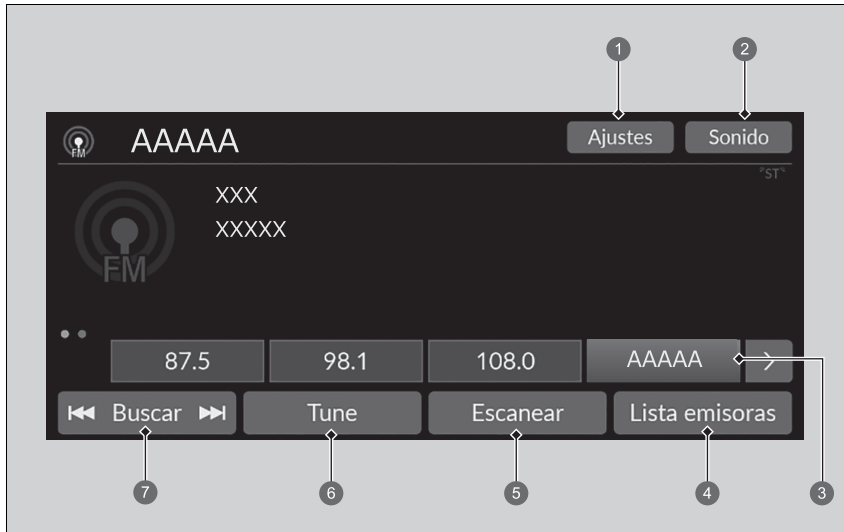 1 2
FM AAAAA Ajustes Sonido
ST
XXX
XXXXX
FM
87.5 98.1 108.0 AAAAA >
3
Buscar Tune Escanear Lista emisoras
7 6 5 4